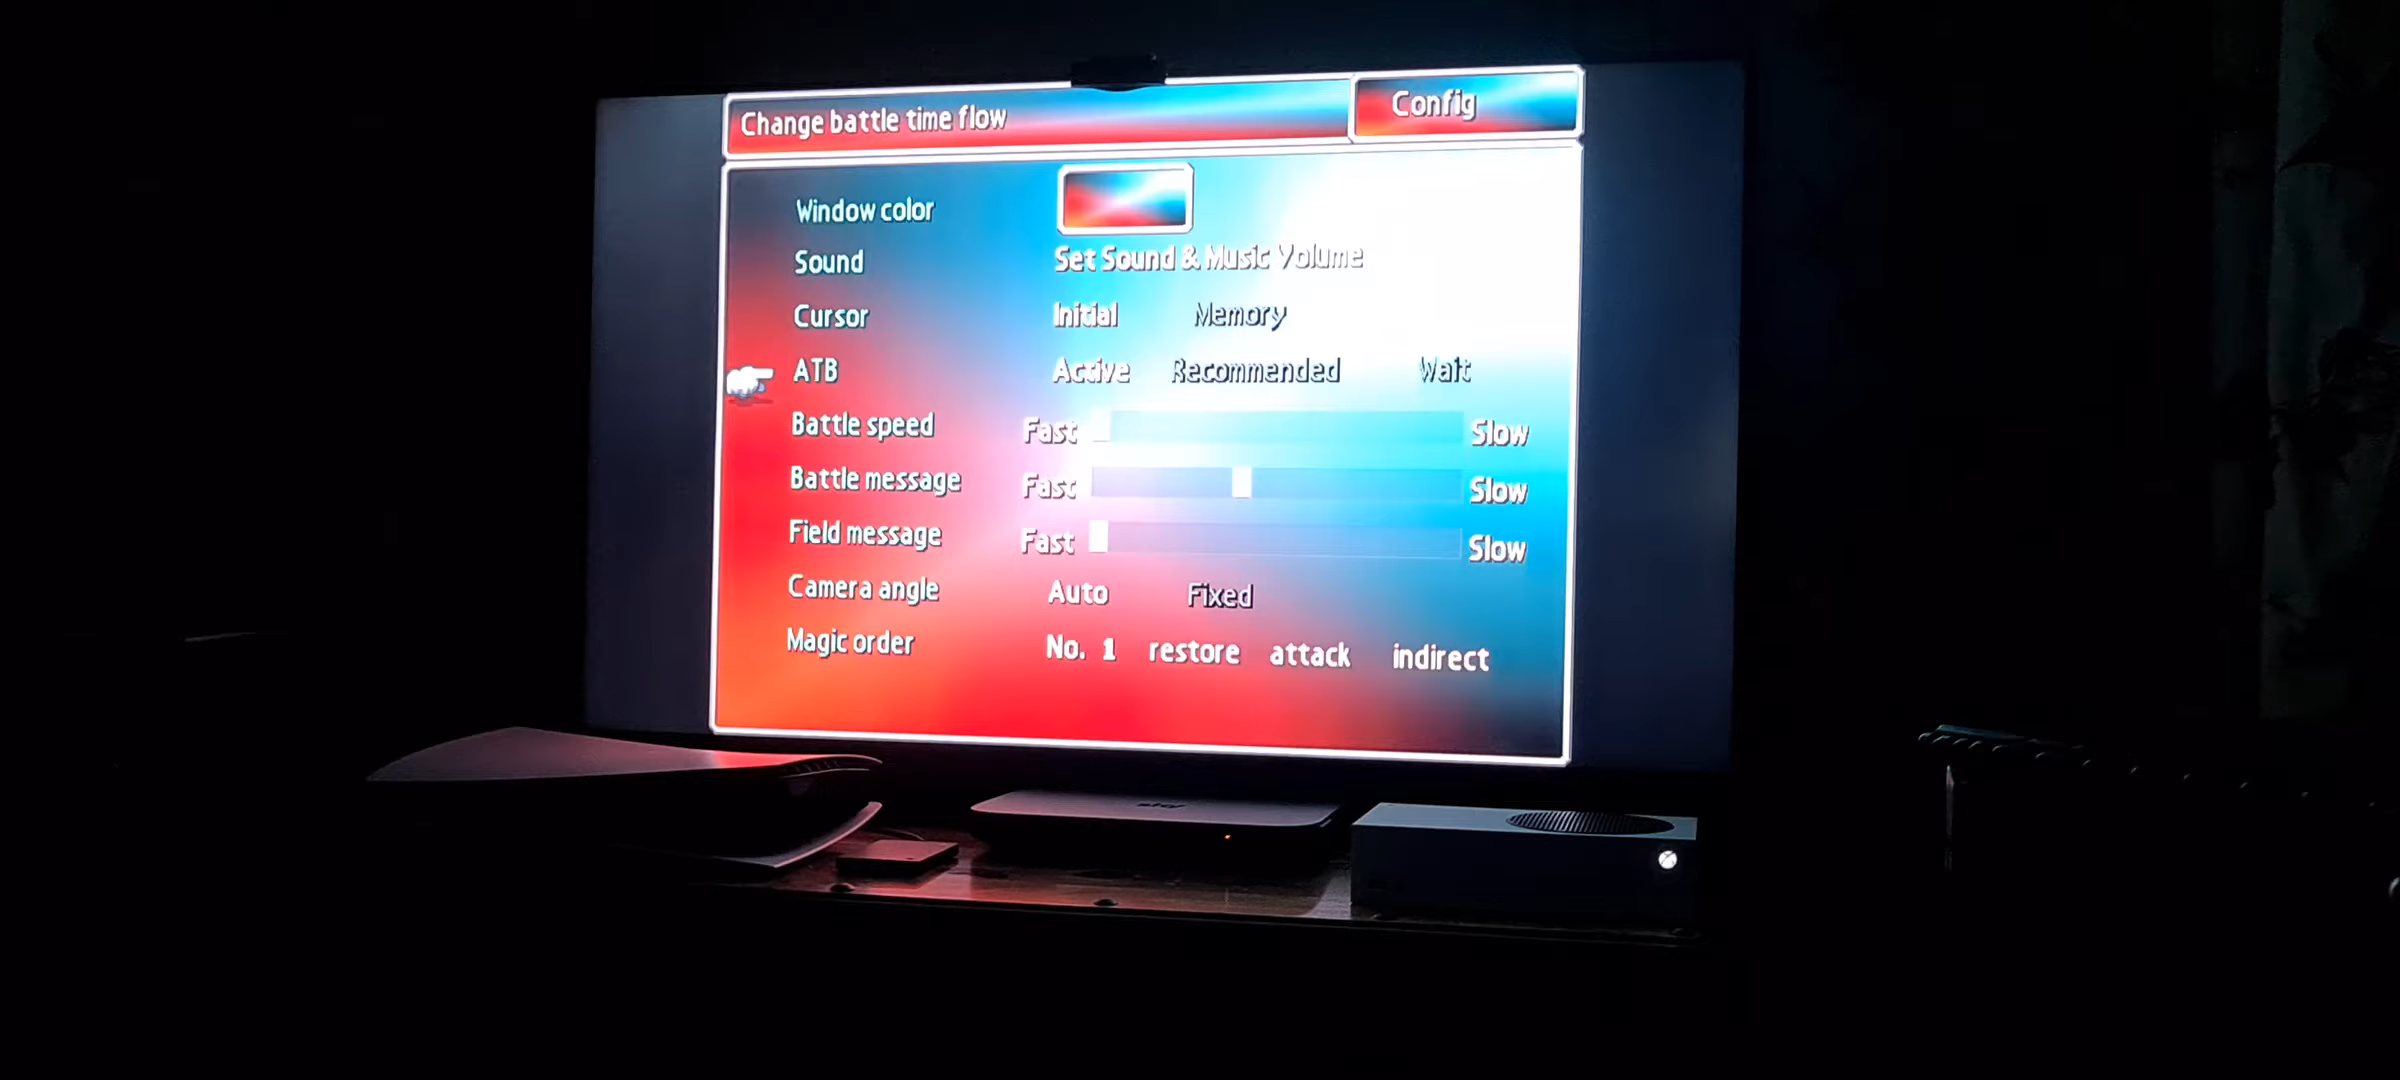 Change battle time flow
Config
Window color
Sound Set Sound & Music Volume
Cursor Initial Memory
ATB Active Recommended Wait
Battle speed Fast Slow
Battle message Fast Slow
Field message Fast Slow
Camera angle Auto Fixed
Magic order No. 1 restore attack indirect
sky